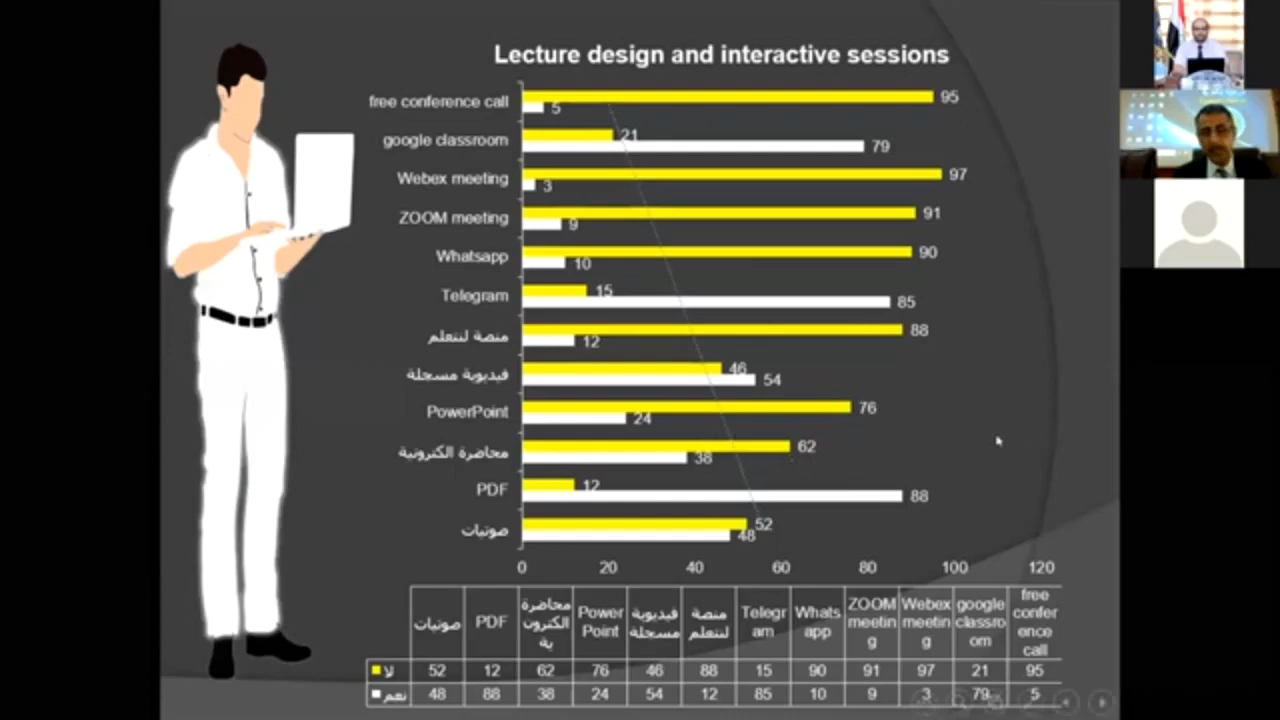 Lecture design and interactive sessions
free conference call 95 5
google classroom 21 79
Webex meeting 97 3
ZOOM meeting 91 9
Whatsapp 90 10
Telegram 15 85
منصة لنتعلم 88 12
فيديوية مسجلة 46 54
PowerPoint 76 24
محاضرة الكترونية 62 38
PDF 12 88
صوتيات 52 48
0 20 40 60 80 100 120
صوتيات PDF محاضرة الكترونية Power Point فيديوية مسجلة منصة لنتعلم Telegram Whatsapp ZOOM meeting Webex meeting google classroom free conference call
لا 52 12 62 76 46 88 15 90 91 97 21 95
نعم 48 88 38 24 54 12 85 10 9 3 79 5